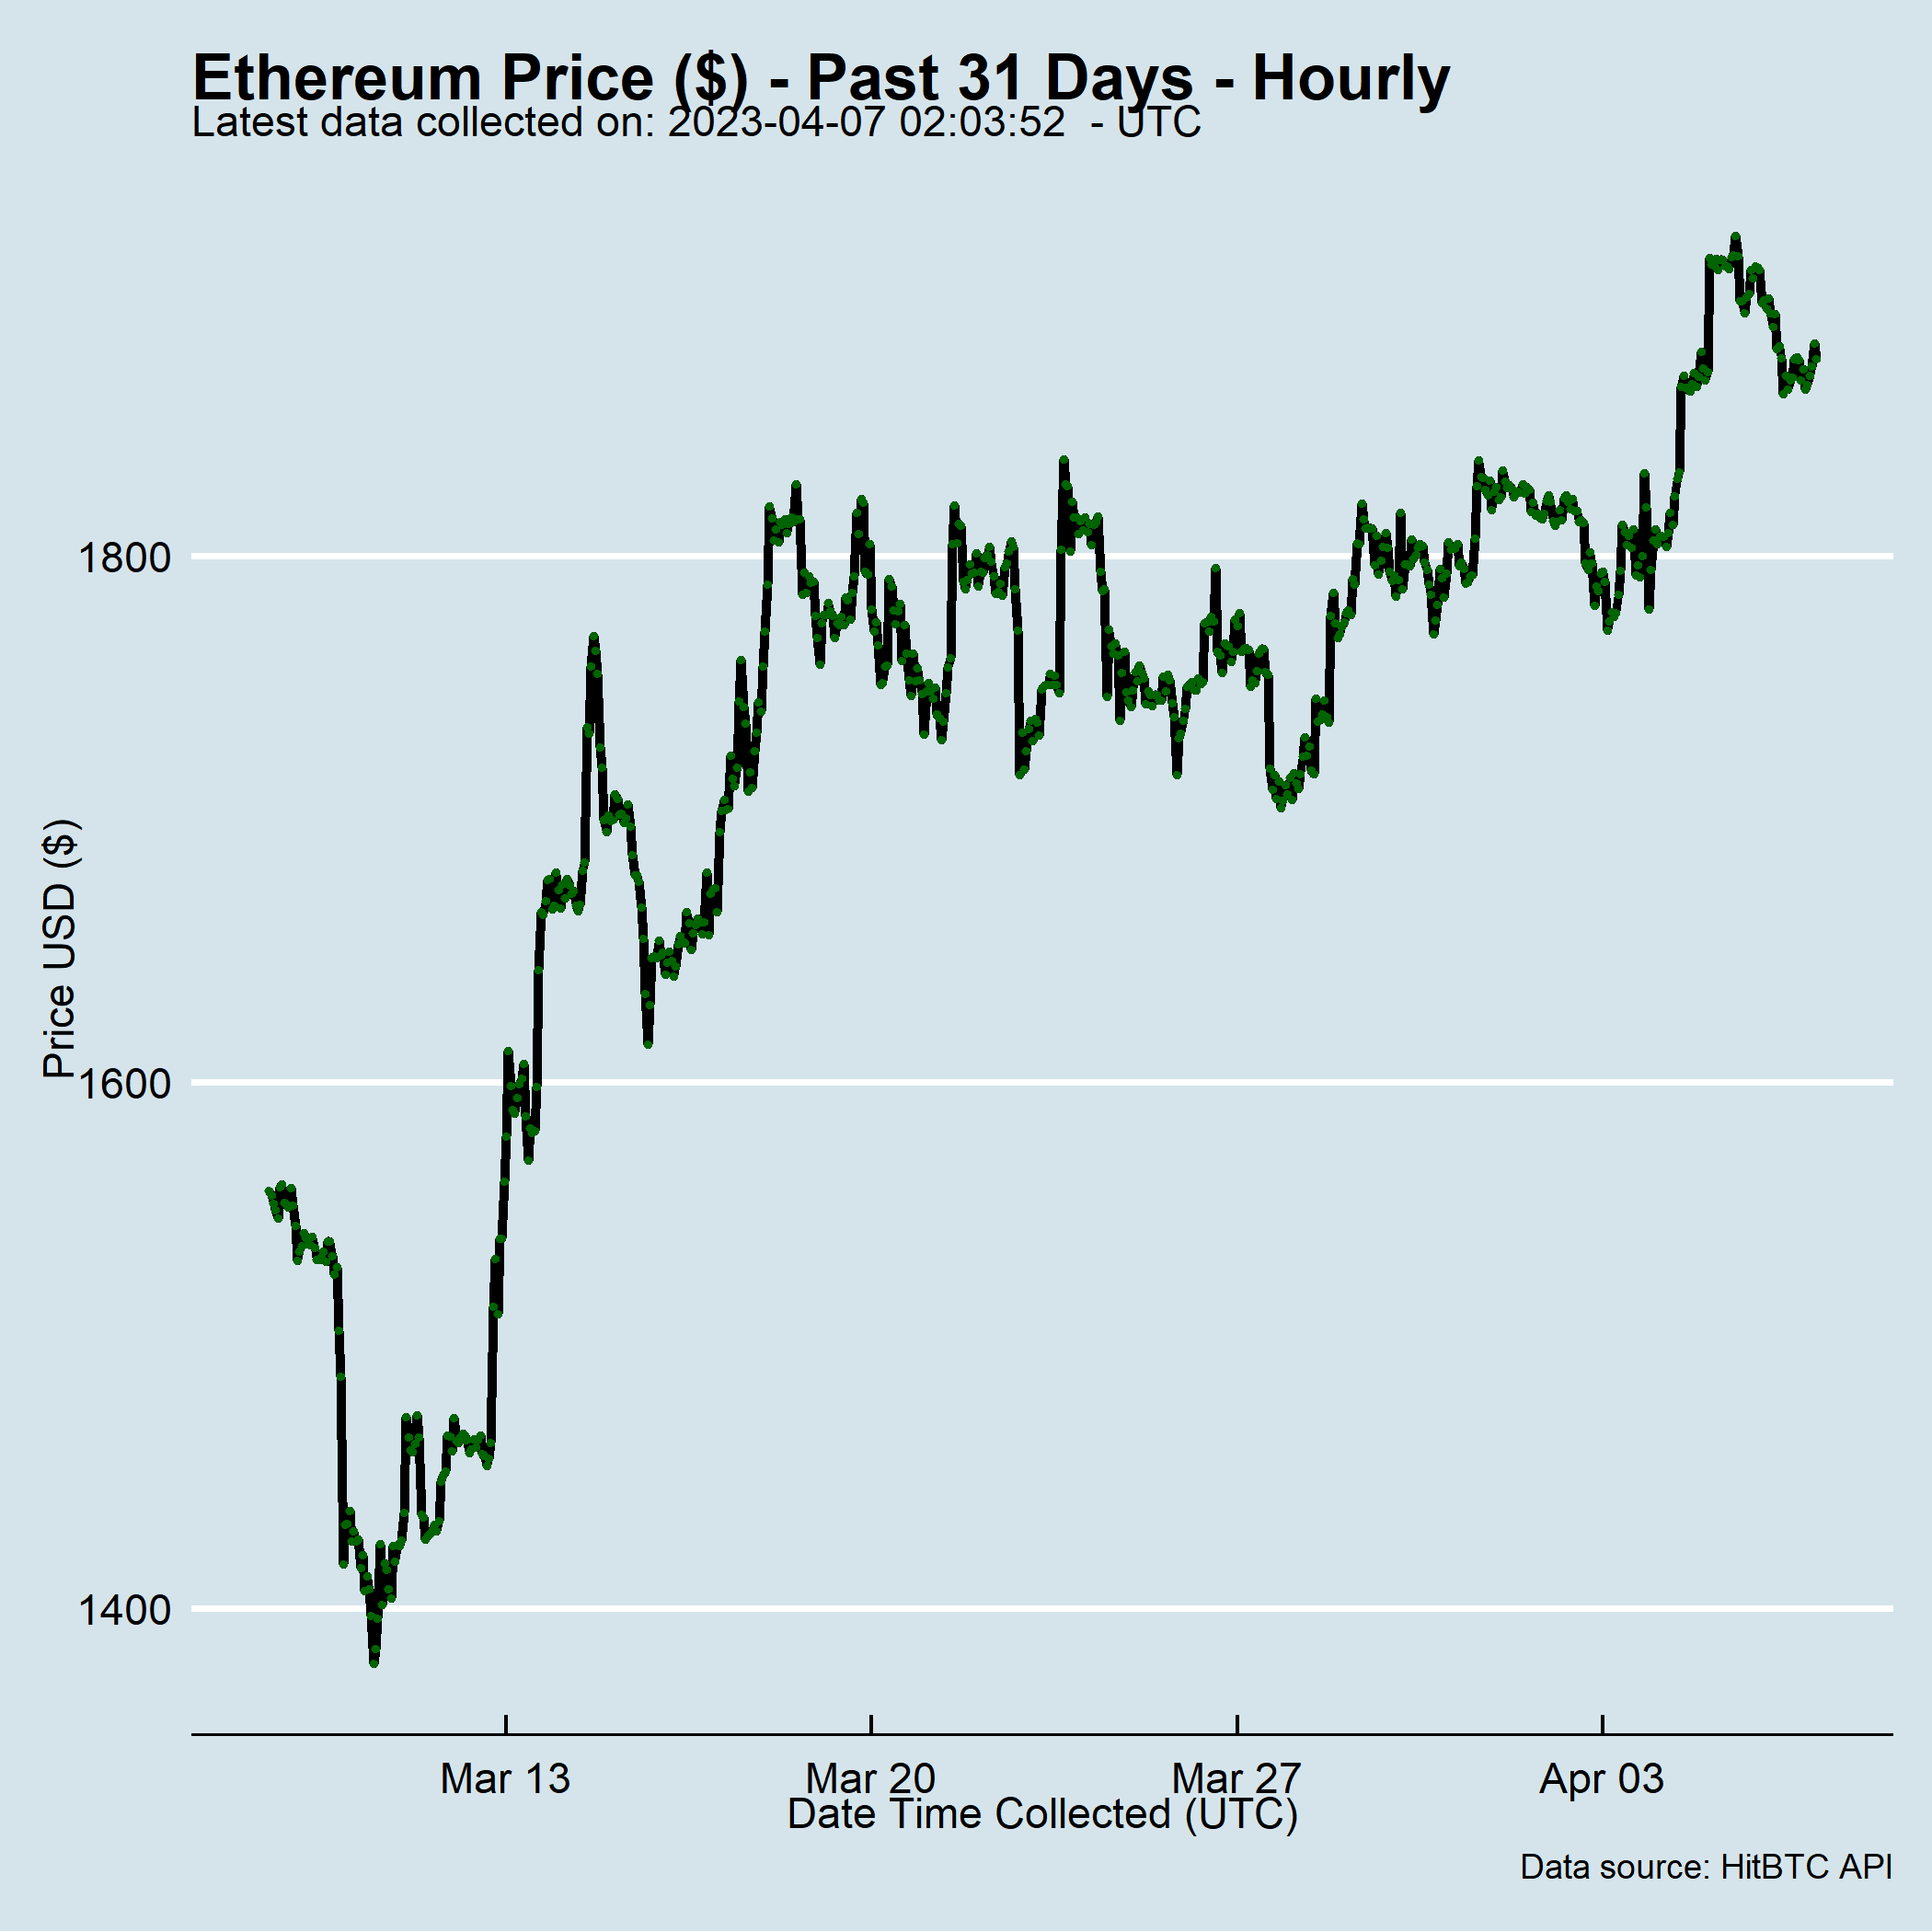 Ethereum Price ($) - Past 31 Days - Hourly
Latest data collected on: 2023-04-07 02:03:52  - UTC
Price USD ($)
1800
1600
1400
Mar 13 Mar 20 Mar 27 Apr 03
Date Time Collected (UTC)
Data source: HitBTC API